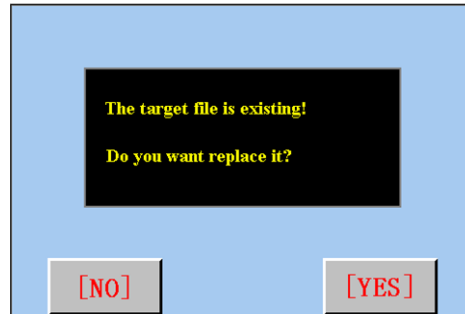 The target file is existing!
Do you want replace it?
[NO] [YES]